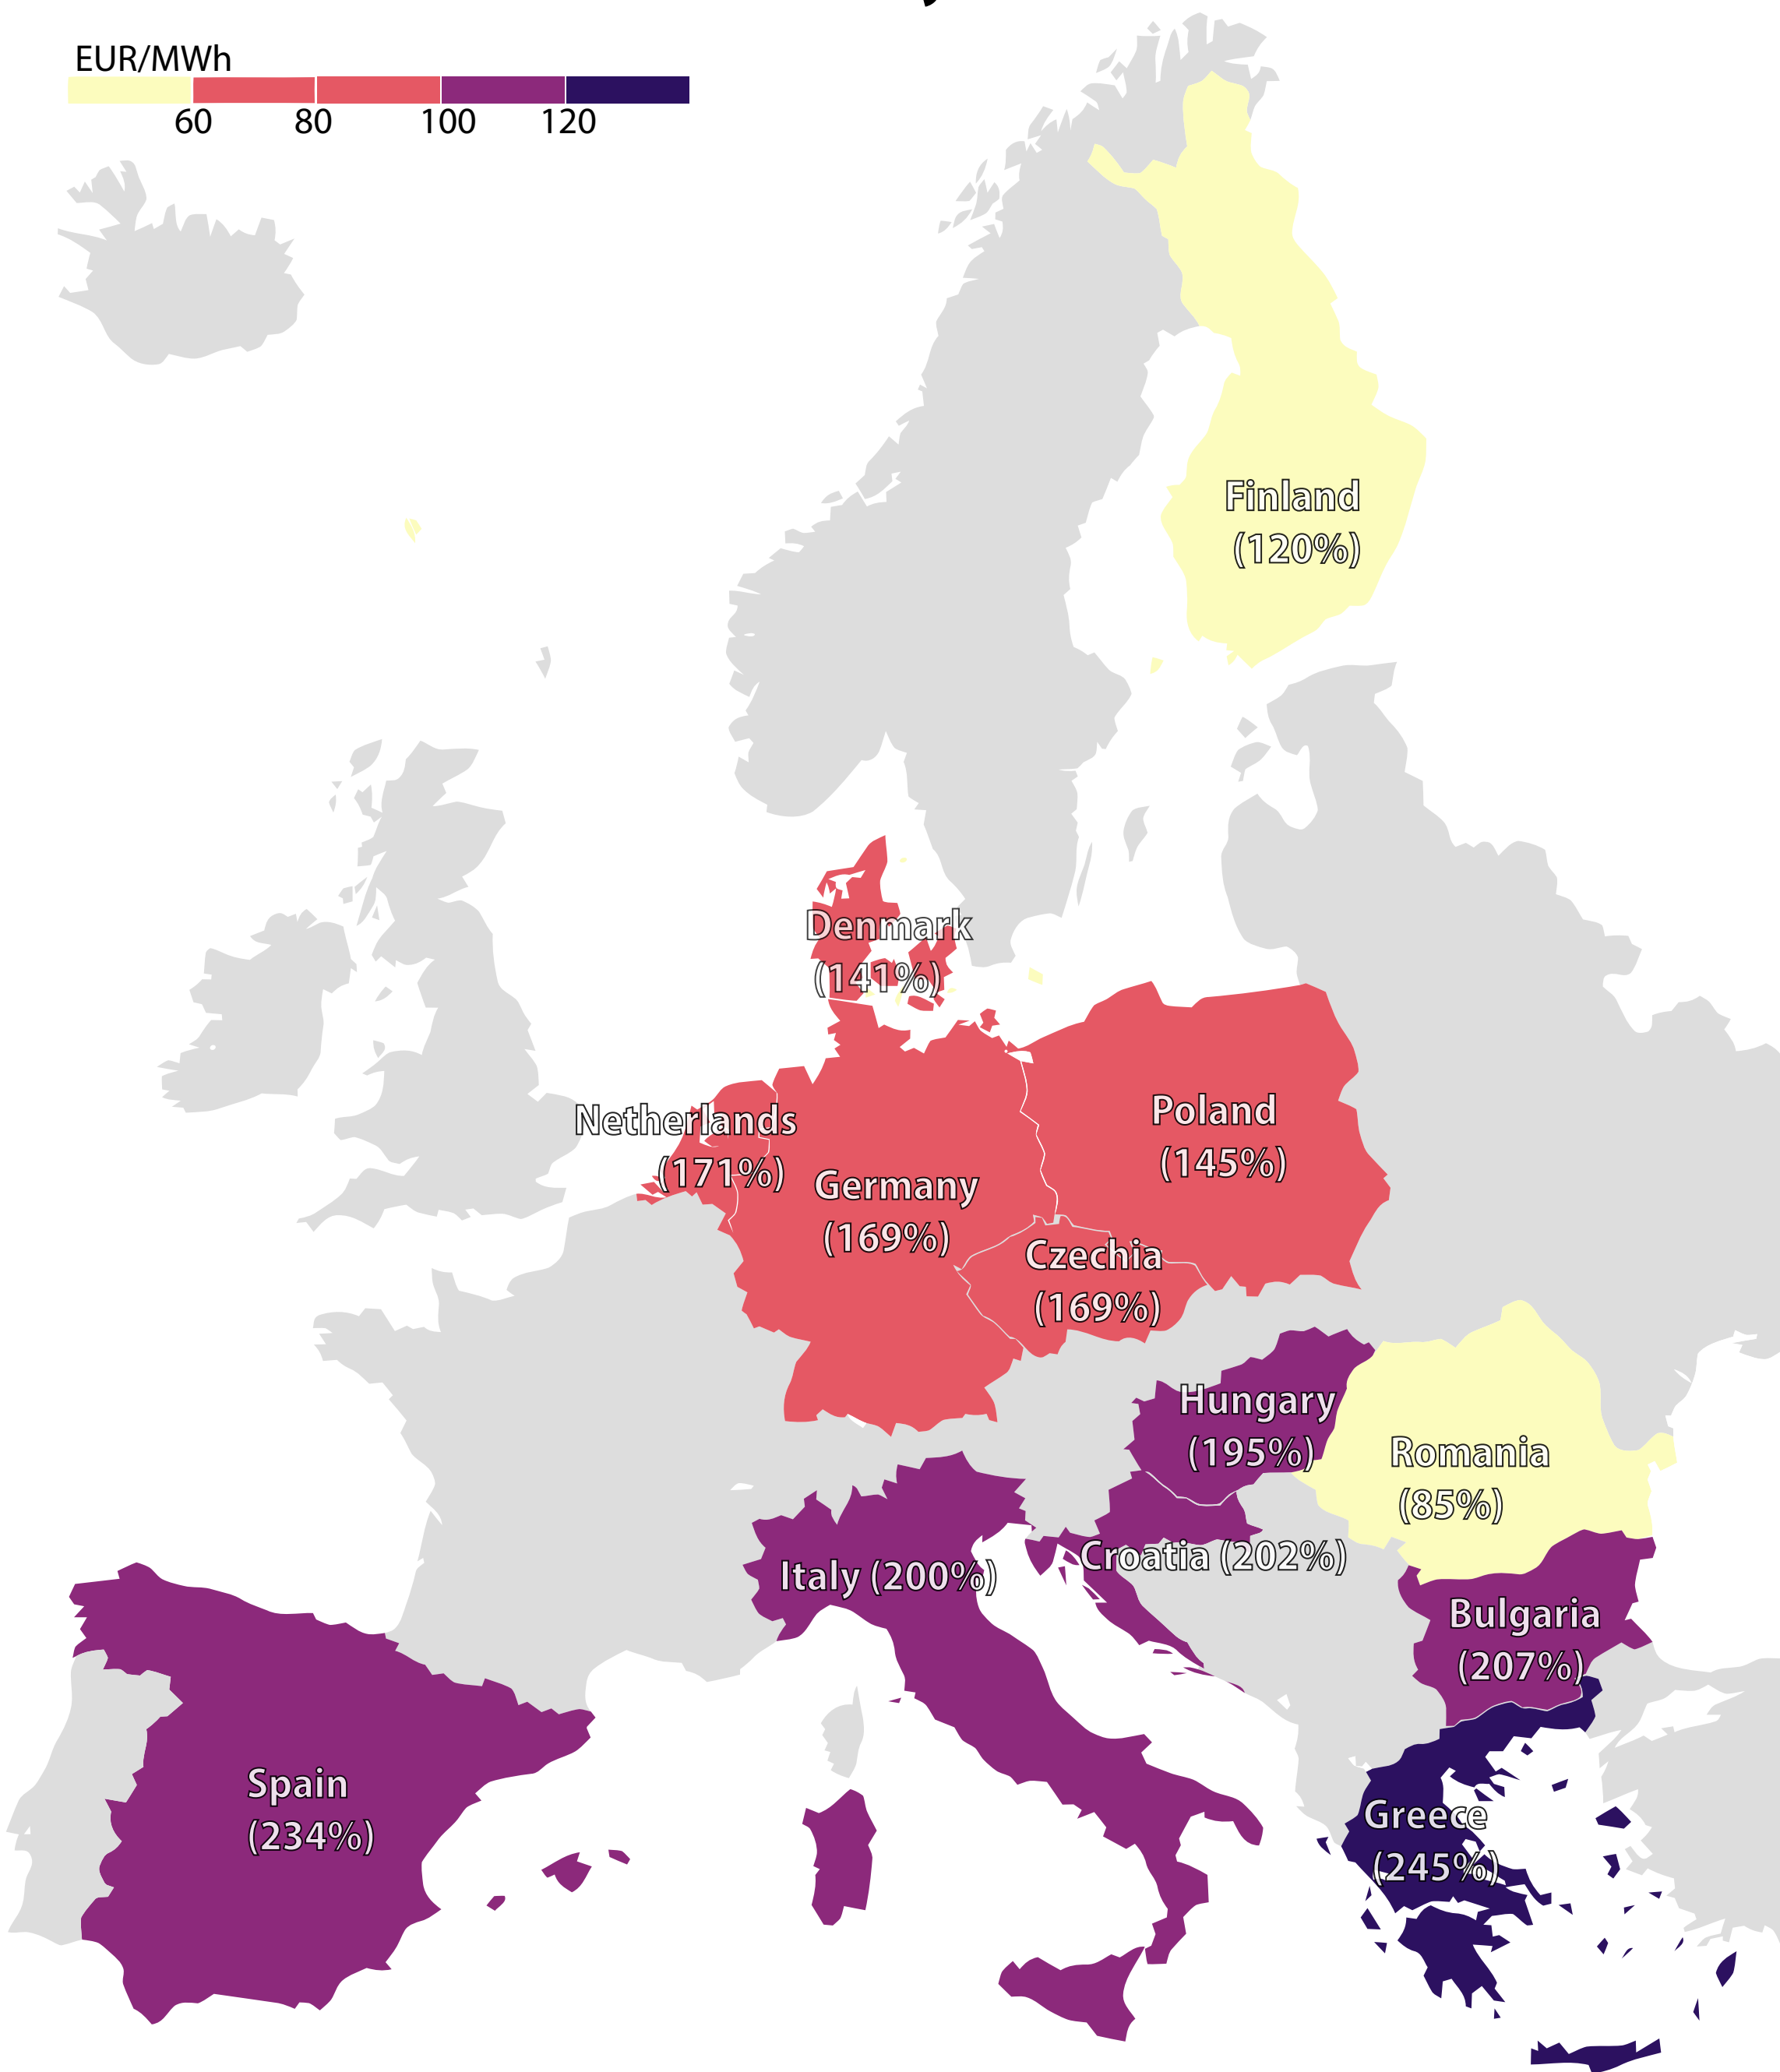 EUR/MWh
60 80 100 120
Finland
(120%)
Denmark
(141%)
Netherlands
(171%)
Poland
(145%)
Germany
(169%)
Czechia
(169%)
Hungary
(195%)
Romania
(85%)
Croatia (202%)
Italy (200%)
Bulgaria
(207%)
Spain
(234%)
Greece
(245%)